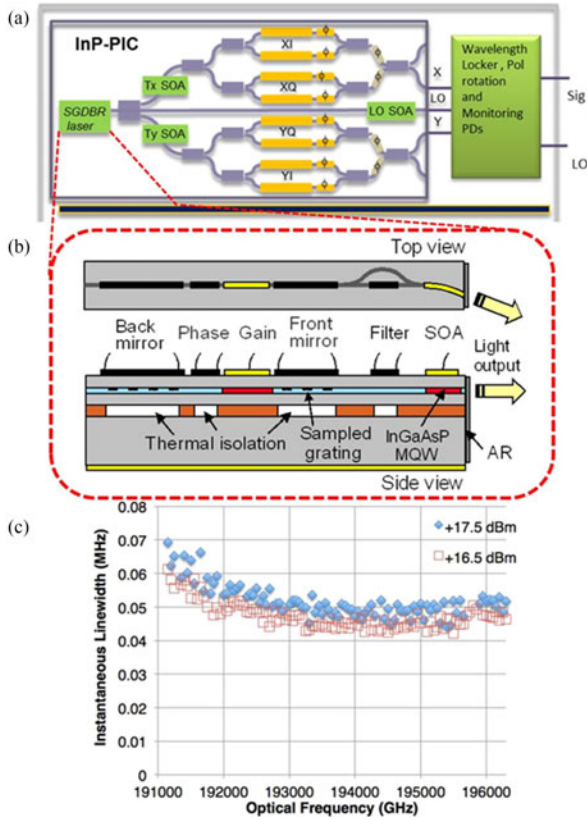 (a)
InP-PIC
SGDBR
laser
Tx SOA
Ty SOA
XI
XQ
YQ
YI
ϕ
ϕ
ϕ
ϕ
ϕ
ϕ
ϕ
ϕ
ϕ
ϕ
LO SOA
X
LO
Y
Wavelength
Locker , Pol
rotation
and
Monitoring
PDs
Sig
LO
(b)
Top view
Back
mirror
Phase
Gain
Front
mirror
Filter
SOA
Light
output
Thermal isolation
Sampled
grating
InGaAsP
MQW
AR
Side view
(c)
Instantaneous Linewidth (MHz)
0.08
0.07
0.06
0.05
0.04
0.03
0.02
0.01
0
+17.5 dBm
+16.5 dBm
191000 192000 193000 194000 195000 196000
Optical Frequency (GHz)